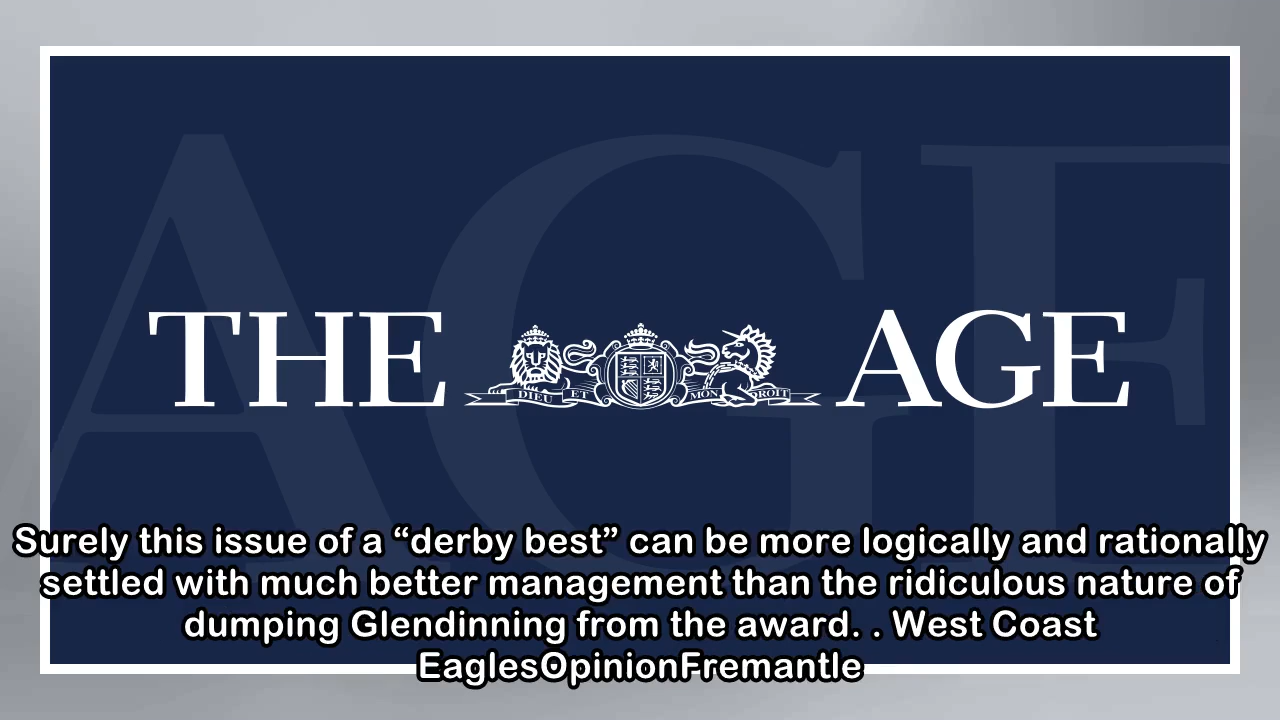 THE AGE
DIEU ET MON DROIT
Surely this issue of a “derby best” can be more logically and rationally
settled with much better management than the ridiculous nature of
dumping Glendinning from the award. . West Coast
EaglesOpinionFremantle